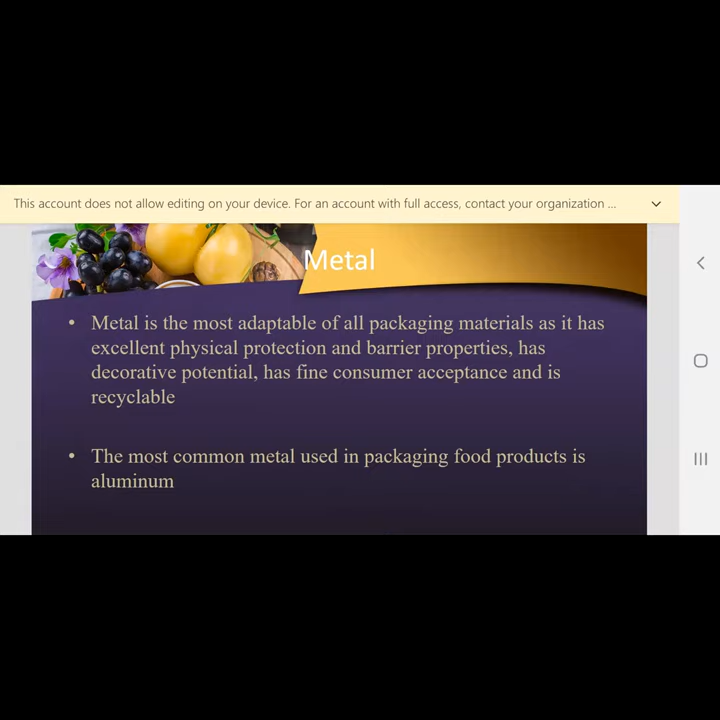 This account does not allow editing on your device. For an account with full access, contact your organization ...
Metal
• Metal is the most adaptable of all packaging materials as it has
excellent physical protection and barrier properties, has
decorative potential, has fine consumer acceptance and is
recyclable
• The most common metal used in packaging food products is
aluminum